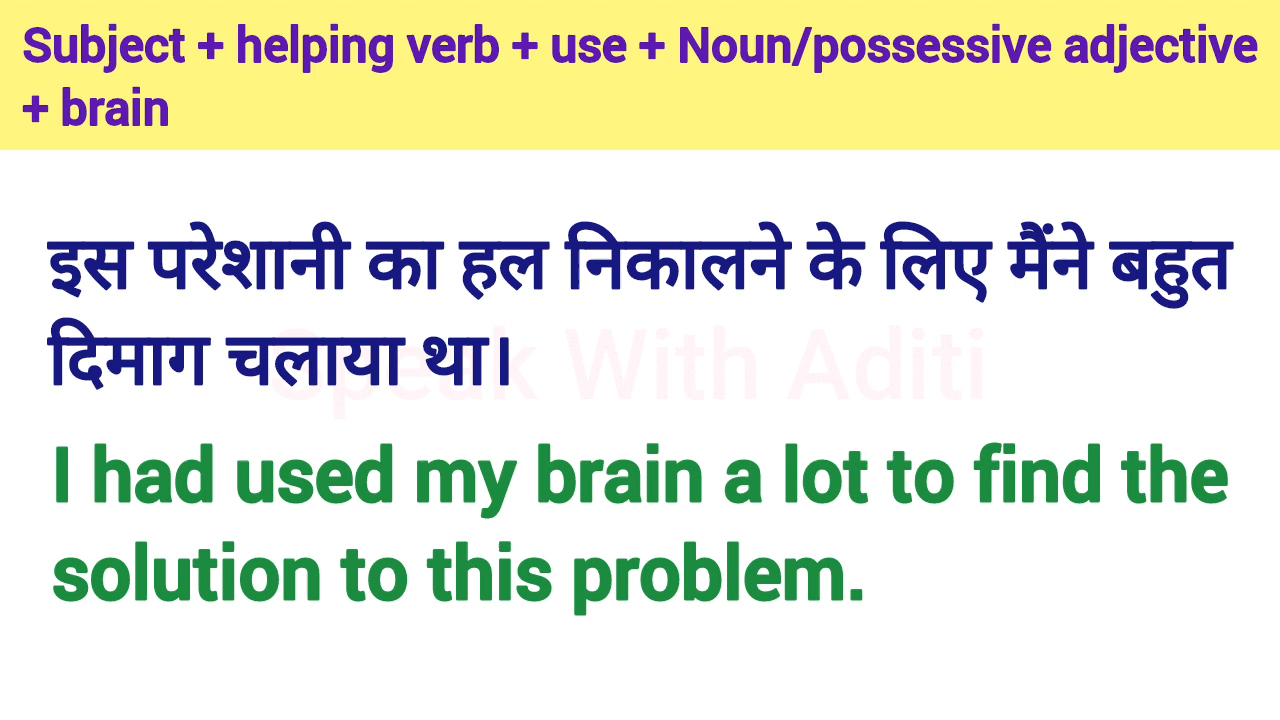 Subject + helping verb + use + Noun/possessive adjective
+ brain
इस परेशानी का हल निकालने के लिए मैंने बहुत
दिमाग चलाया था।
Speak With Aditi
I had used my brain a lot to find the
solution to this problem.